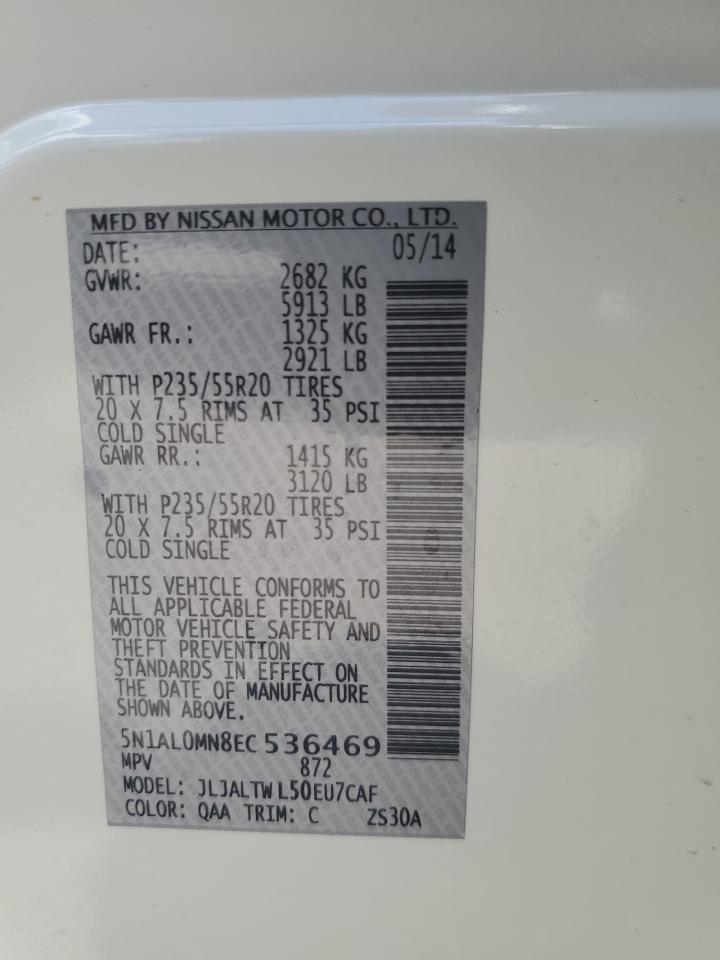 MFD BY NISSAN MOTOR CO., LTD.
DATE: 05/14
GVWR: 2682 KG
5913 LB
GAWR FR.: 1325 KG
2921 LB
WITH P235/55R20 TIRES
20 X 7.5 RIMS AT 35 PSI
COLD SINGLE
GAWR RR.: 1415 KG
3120 LB
WITH P235/55R20 TIRES
20 X 7.5 RIMS AT 35 PSI
COLD SINGLE
THIS VEHICLE CONFORMS TO
ALL APPLICABLE FEDERAL
MOTOR VEHICLE SAFETY AND
THEFT PREVENTION
STANDARDS IN EFFECT ON
THE DATE OF MANUFACTURE
SHOWN ABOVE.
5N1AL0MN8EC 536469
MPV 872
MODEL: JLJALTW L50EU7CAF
COLOR: QAA TRIM: C ZS30A